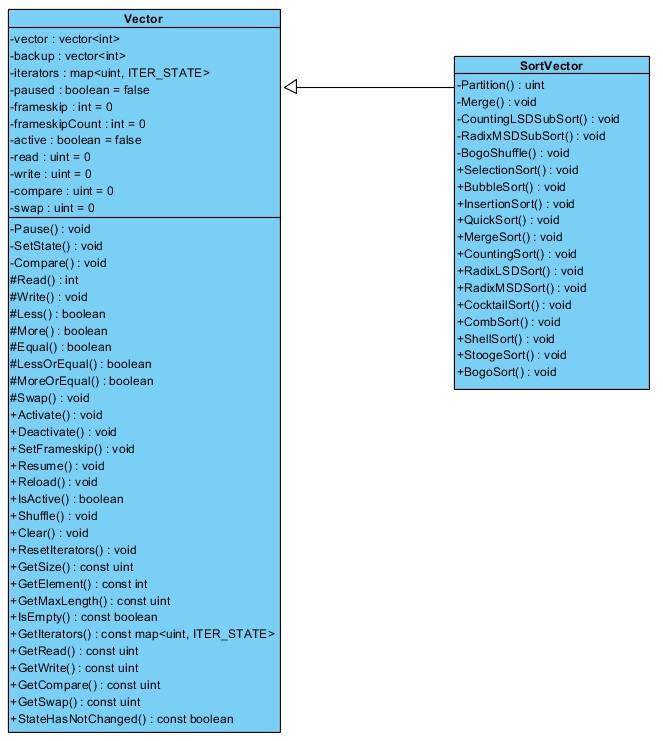 Vector
-vector : vector<int>
-backup : vector<int>
-iterators : map<uint, ITER_STATE>
-paused : boolean = false
-frameskip : int = 0
-frameskipCount : int = 0
-active : boolean = false
-read : uint = 0
-write : uint = 0
-compare : uint = 0
-swap : uint = 0
-Pause() : void
-SetState() : void
-Compare() : void
#Read() : int
#Write() : void
#Less() : boolean
#More() : boolean
#Equal() : boolean
#LessOrEqual() : boolean
#MoreOrEqual() : boolean
#Swap() : void
+Activate() : void
+Deactivate() : void
+SetFrameskip() : void
+Resume() : void
+Reload() : void
+IsActive() : boolean
+Shuffle() : void
+Clear() : void
+ResetIterators() : void
+GetSize() : const uint
+GetElement() : const int
+GetMaxLength() : const uint
+IsEmpty() : const boolean
+GetIterators() : const map<uint, ITER_STATE>
+GetRead() : const uint
+GetWrite() : const uint
+GetCompare() : const uint
+GetSwap() : const uint
+StateHasNotChanged() : const boolean
SortVector
-Partition() : uint
-Merge() : void
-CountingLSDSubSort() : void
-RadixMSDSubSort() : void
-BogoShuffle() : void
+SelectionSort() : void
+BubbleSort() : void
+InsertionSort() : void
+QuickSort() : void
+MergeSort() : void
+CountingSort() : void
+RadixLSDSort() : void
+RadixMSDSort() : void
+CocktailSort() : void
+CombSort() : void
+ShellSort() : void
+StoogeSort() : void
+BogoSort() : void